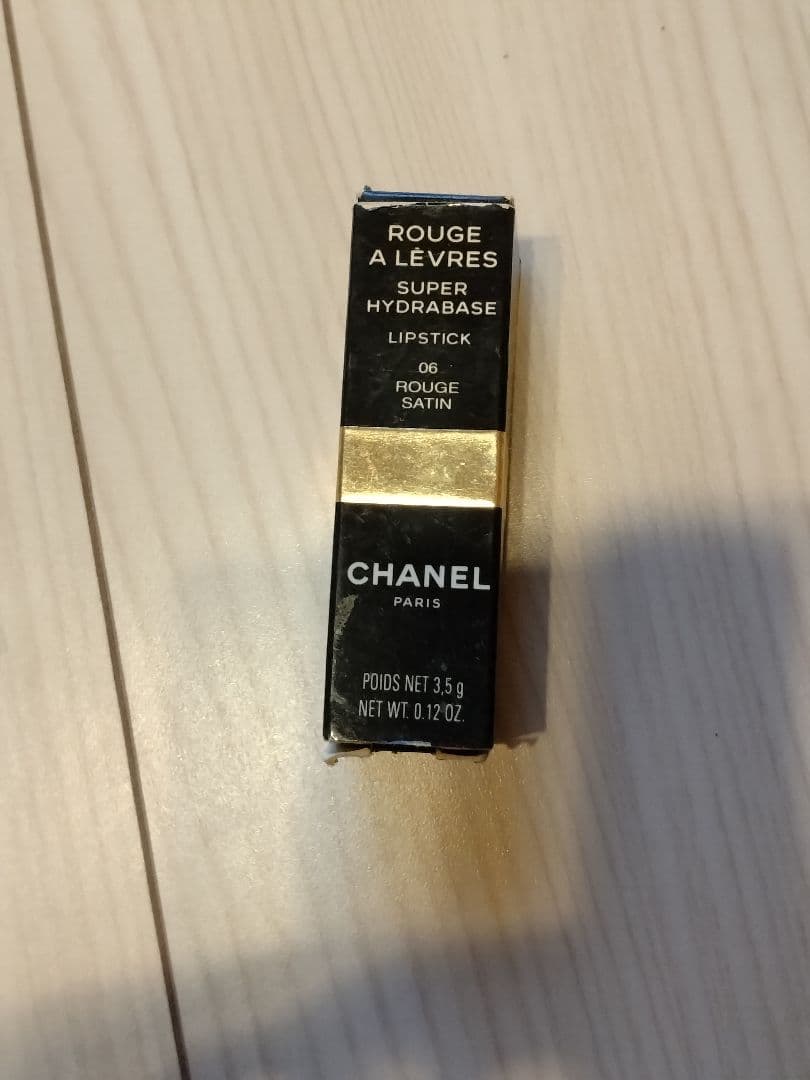 ROUGE
A LÈVRES
SUPER
HYDRABASE
LIPSTICK
06
ROUGE
SATIN
CHANEL
PARIS
POIDS NET 3,5 g
NET WT. 0.12 OZ.